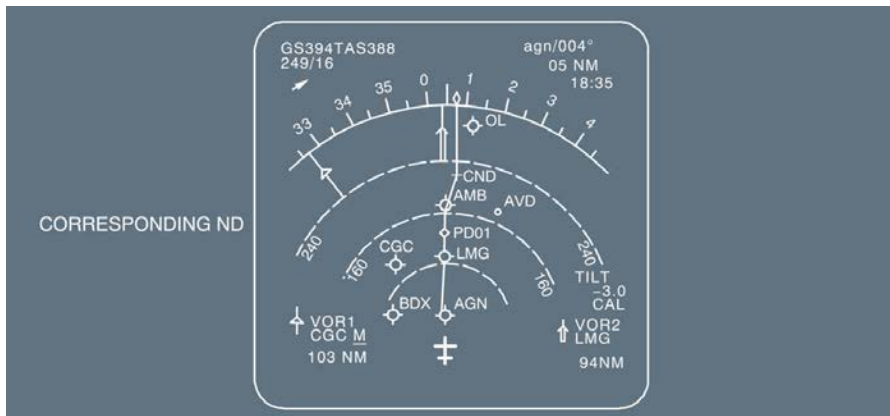 GS394TAS388
249/16
agn/004°
05 NM
18:35
33
34
35
0
1
2
3
4
OL
CND
AMB
AVD
CORRESPONDING ND
PD01
CGC
LMG
240
160
160
240
TILT
-3.0
CAL
BDX
AGN
VOR1
CGC M
103 NM
VOR2
LMG
94NM